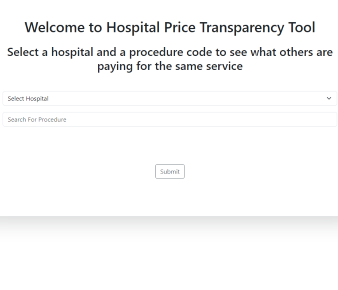 Welcome to Hospital Price Transparency Tool
Select a hospital and a procedure code to see what others are
paying for the same service
Select Hospital
Search For Procedure
Submit